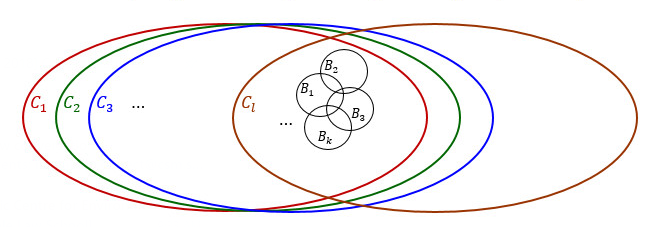 B₂
B₁
C₁ C₂ C₃ ... Cₗ
B₃
...
Bₖ